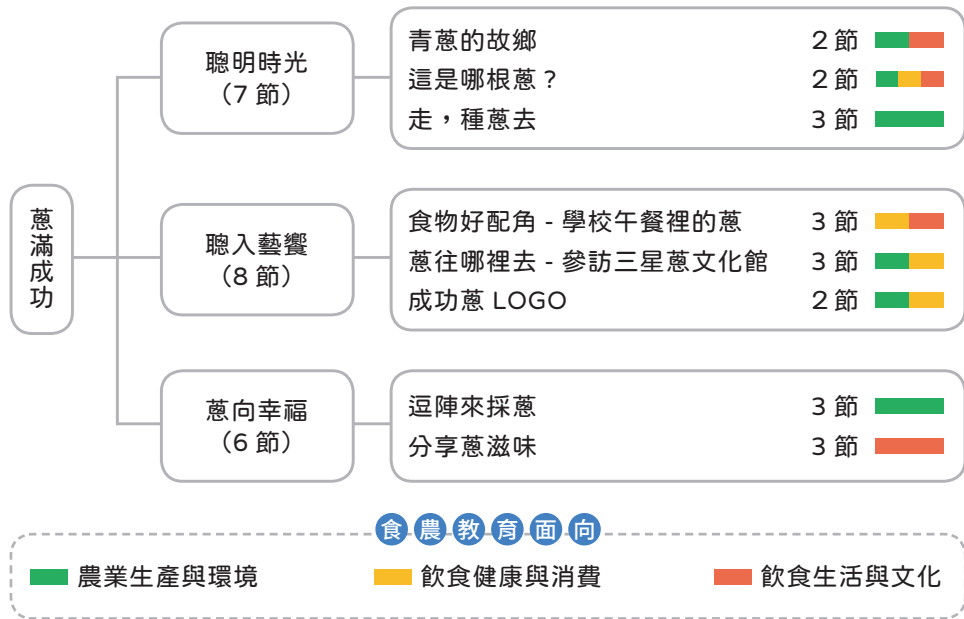 蔥滿成功
聰明時光
(7 節)
青蔥的故鄉 2 節
這是哪根蔥? 2 節
走,種蔥去 3 節
聰入藝饗
(8 節)
食物好配角 - 學校午餐裡的蔥 3 節
蔥往哪裡去 - 參訪三星蔥文化館 3 節
成功蔥 LOGO 2 節
蔥向幸福
(6 節)
逗陣來採蔥 3 節
分享蔥滋味 3 節
食農教育面向
農業生產與環境 飲食健康與消費 飲食生活與文化